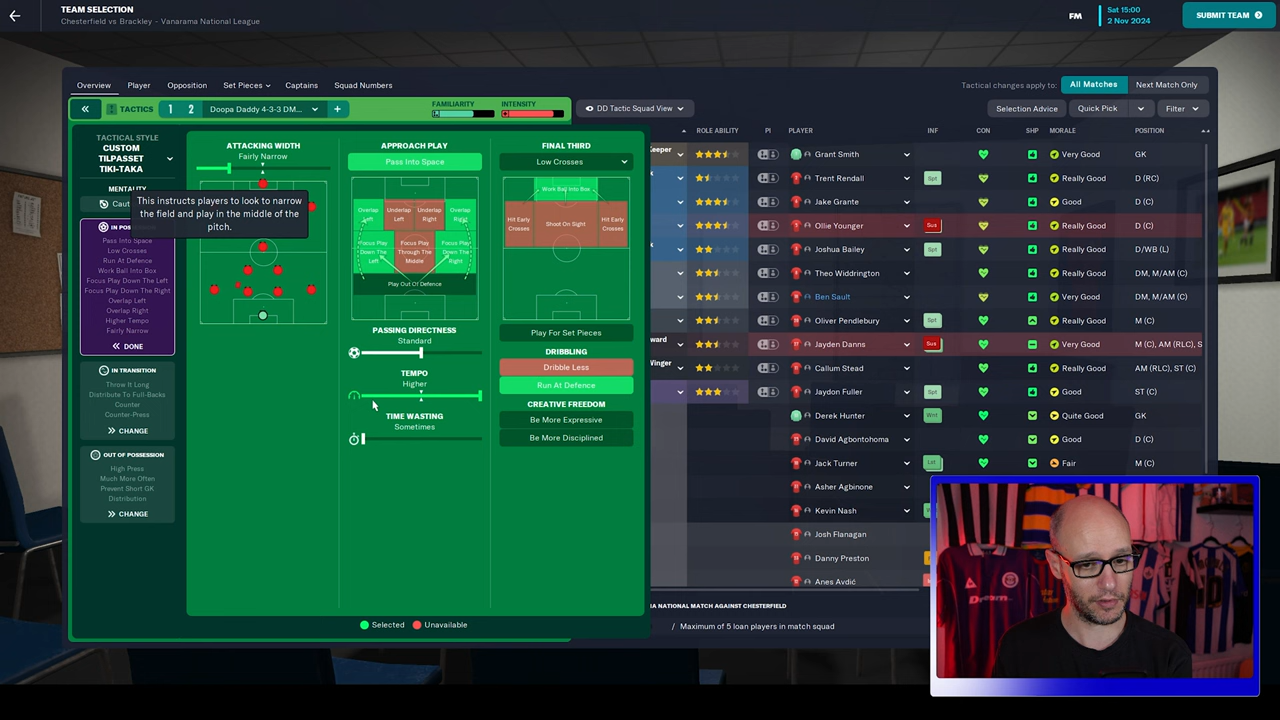 TEAM SELECTION
Chesterfield vs Brackley - Vanarama National League
FM
Sat 15:00
2 Nov 2024
SUBMIT TEAM
Overview
Player
Opposition
Set Pieces
Captains
Squad Numbers
Tactical changes apply to:
All Matches
Next Match Only
TACTICS
1
2
Doopa Daddy 4-3-3 DM...
FAMILIARITY
INTENSITY
DD Tactic Squad View
Selection Advice
Quick Pick
Filter
TACTICAL STYLE
CUSTOM
TILPASSET
TIKI-TAKA
MENTALITY
This instructs players to look to narrow
the field and play in the middle of the
pitch.
Pass Into Space
Low Crosses
Run At Defence
Work Ball Into Box
Focus Play Down The Left
Focus Play Down The Right
Overlap Left
Overlap Right
Higher Tempo
Fairly Narrow
DONE
IN TRANSITION
Throw It Long
Distribute To Full-Backs
Counter
Counter-Press
CHANGE
OUT OF POSSESSION
High Press
Much More Often
Prevent Short GK
Distribution
CHANGE
ATTACKING WIDTH
Fairly Narrow
APPROACH PLAY
Pass Into Space
Overlap Left
Underlap Left
Underlap Right
Overlap Right
Focus Play Down The Left
Focus Play Through The Middle
Focus Play Down The Right
Play Out Of Defence
PASSING DIRECTNESS
Standard
TEMPO
Higher
TIME WASTING
Sometimes
FINAL THIRD
Low Crosses
Work Ball Into Box
Hit Early Crosses
Shoot On Sight
Hit Early Crosses
Play For Set Pieces
DRIBBLING
Dribble Less
Run At Defence
CREATIVE FREEDOM
Be More Expressive
Be More Disciplined
Selected
Unavailable
ROLE ABILITY
PI
PLAYER
INF
CON
SHP
MORALE
POSITION
Grant Smith Very Good GK
Trent Rendall Spt Really Good D (RC)
Jake Grante Really Good D (C)
Ollie Younger Sus Really Good D (C)
Joshua Bailey Spt Really Good D/WB (L)
Theo Widdrington Really Good DM, M/AM (C)
Ben Sault Very Good DM, M/AM (C)
Oliver Pendlebury Spt Really Good M (C)
Jayden Danns Sus Very Good M (C), AM (RLC), S
Callum Stead Really Good AM (RLC), ST (C)
Jaydon Fuller Spt Good ST (C)
Derek Hunter Wnt Quite Good GK
David Agbontohoma Good D (C)
Jack Turner Lst Fair M (C)
Asher Agbinone
Kevin Nash
Josh Flanagan
Danny Preston
Anes Avdić
NATIONAL MATCH AGAINST CHESTERFIELD
/ Maximum of 5 loan players in match squad